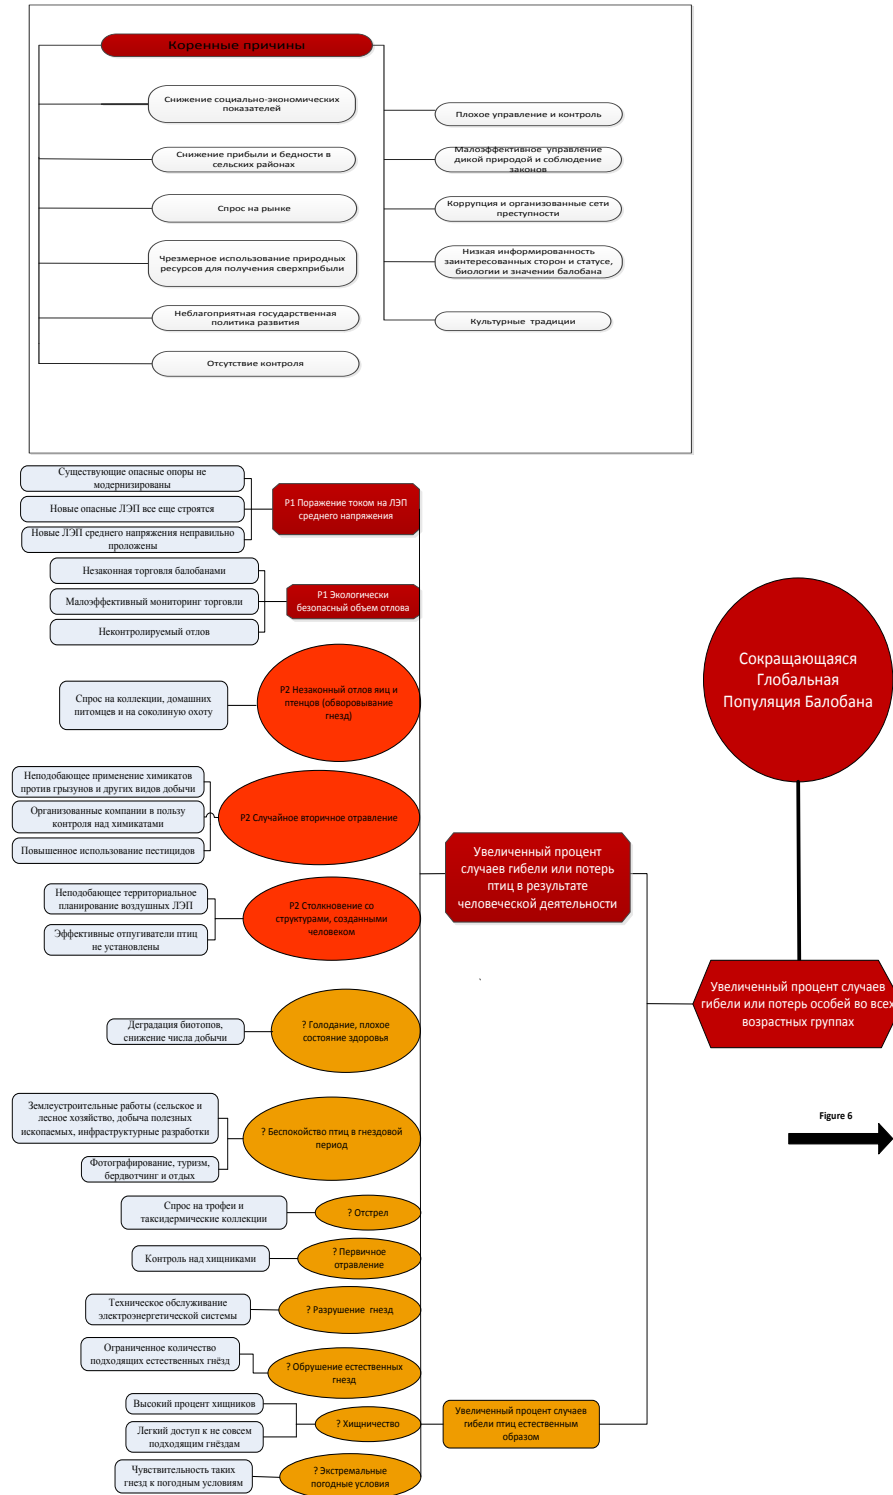 Коренные причины
Снижение социально-экономических
показателей
Снижение прибыли и бедности в
сельских районах
Спрос на рынке
Чрезмерное использование природных
ресурсов для получения сверхприбыли
Неблагоприятная государственная
политика развития
Отсутствие контроля
Плохое управление и контроль
Малоэффективное управление
дикой природой и соблюдение
законов
Коррупция и организованные сети
преступности
Низкая информированность
заинтересованных сторон и статусе,
биологии и значении балобана
Культурные традиции
Существующие опасные опоры не
модернизированы
Новые опасные ЛЭП все еще строятся
Новые ЛЭП среднего напряжения неправильно
проложены
P1 Поражение током на ЛЭП
среднего напряжения
Незаконная торговля балобанами
Малоэффективный мониторинг торговли
Неконтролируемый отлов
P1 Экологически
безопасный объем отлова
Спрос на коллекции, домашних
питомцев и на соколиную охоту
P2 Незаконный отлов яиц и
птенцов (обворовывание
гнезд)
Неподобающее применение химикатов
против грызунов и других видов добычи
Организованные компании в пользу
контроля над химикатами
Повышенное использование пестицидов
P2 Случайное вторичное отравление
Неподобающее территориальное
планирование воздушных ЛЭП
Эффективные отпугиватели птиц
не установлены
P2 Столкновение со
структурами, созданными
человеком
Деградация биотопов,
снижение числа добычи
? Голодание, плохое
состояние здоровья
Землеустроительные работы (сельское и
лесное хозяйство, добыча полезных
ископаемых, инфраструктурные разработки
Фотографирование, туризм,
бердвотчинг и отдых
? Беспокойство птиц в гнездовой
период
Спрос на трофеи и
таксидермические коллекции
? Отстрел
Контроль над хищниками
? Первичное
отравление
Техническое обслуживание
электроэнергетической системы
? Разрушение гнезд
Ограниченное количество
подходящих естественных гнёзд
? Обрушение естественных
гнезд
Высокий процент хищников
Легкий доступ к не совсем
подходящим гнёздам
? Хищничество
Чувствительность таких
гнезд к погодным условиям
? Экстремальные
погодные условия
Увеличенный процент
случаев гибели или потерь
птиц в результате
человеческой деятельности
Увеличенный процент случаев
гибели птиц естественным
образом
Сокращающаяся
Глобальная
Популяция Балобана
Увеличенный процент случаев
гибели или потерь особей во всех
возрастных группах
Figure 6